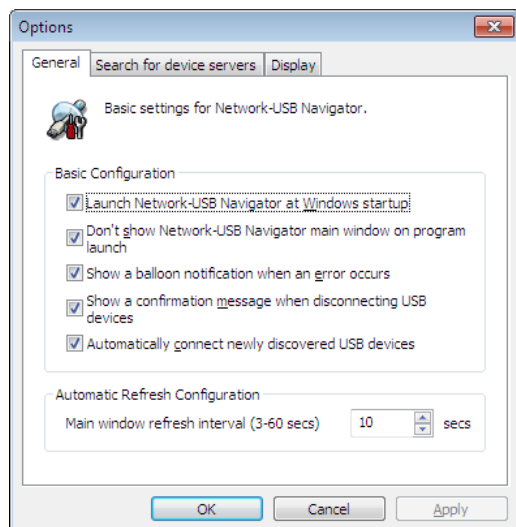 Options
General Search for device servers Display
Basic settings for Network-USB Navigator.
Basic Configuration
Launch Network-USB Navigator at Windows startup
Don't show Network-USB Navigator main window on program
launch
Show a balloon notification when an error occurs
Show a confirmation message when disconnecting USB
devices
Automatically connect newly discovered USB devices
Automatic Refresh Configuration
Main window refresh interval (3-60 secs) 10 secs
OK Cancel Apply